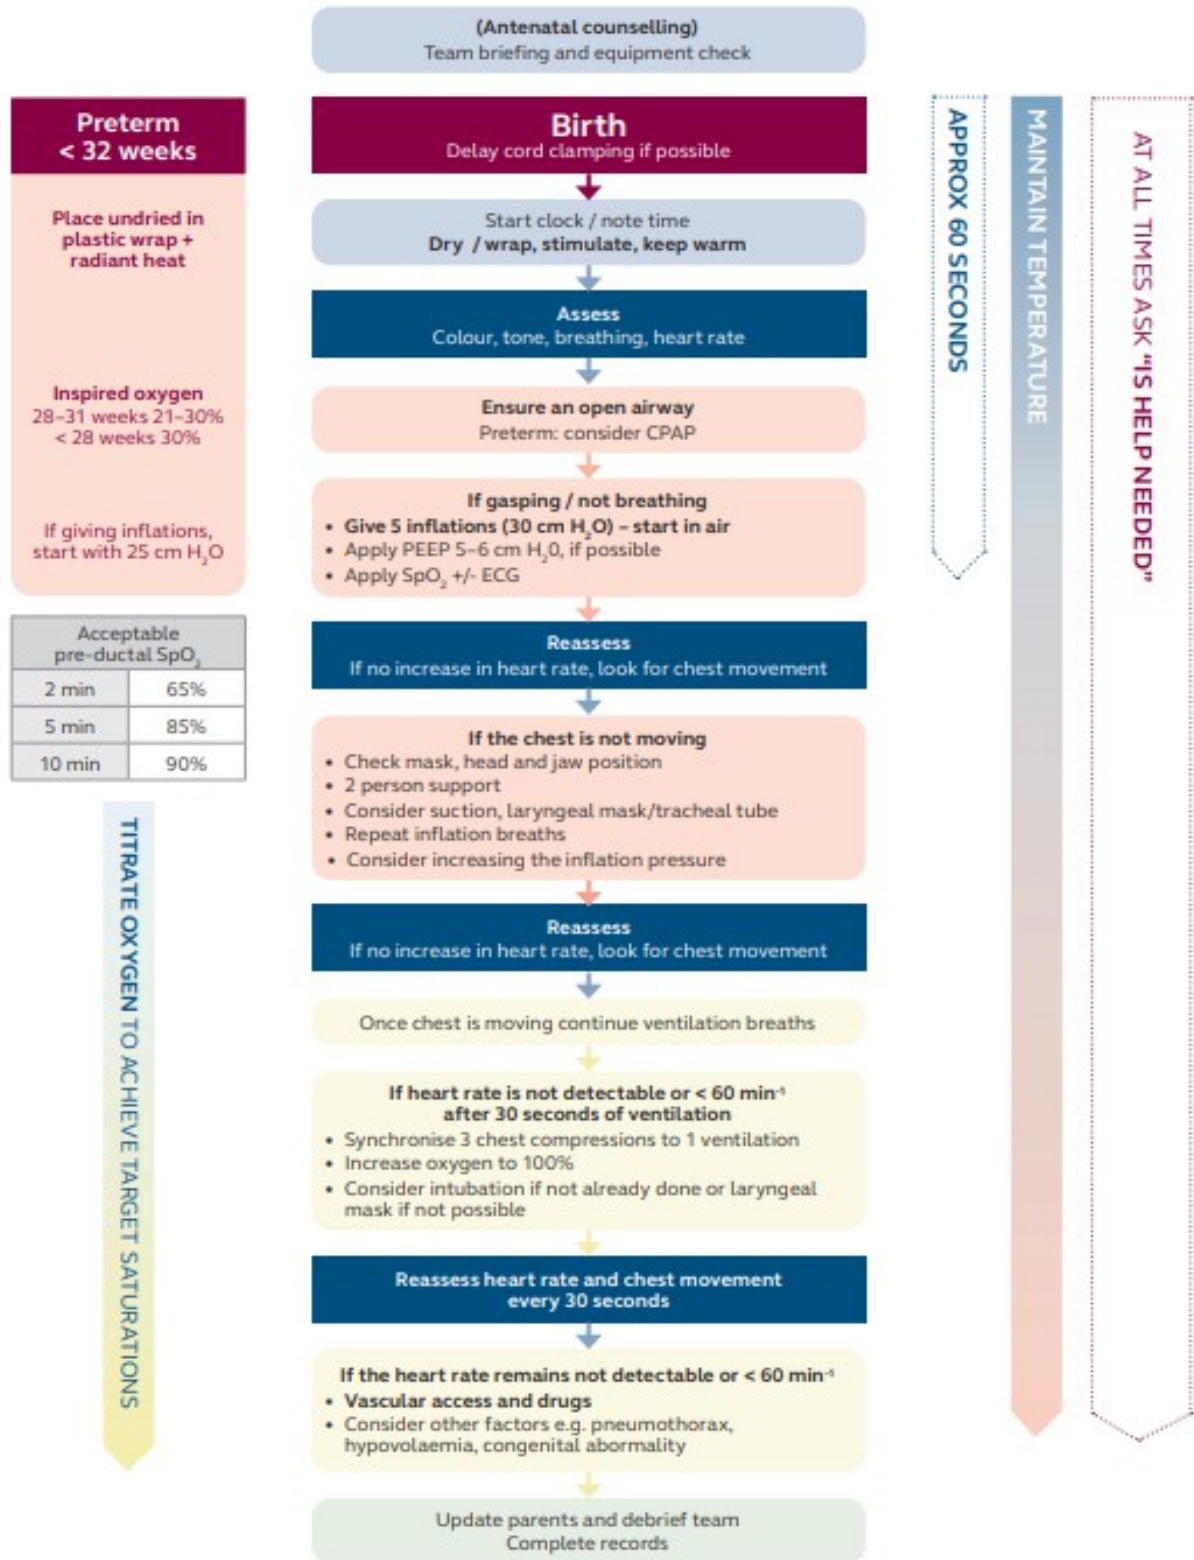 (Antenatal counselling)
Team briefing and equipment check
Preterm
< 32 weeks
Place undried in
plastic wrap +
radiant heat
Inspired oxygen
28–31 weeks 21–30%
< 28 weeks 30%
If giving inflations,
start with 25 cm H₂O
Acceptable
pre-ductal SpO₂
2 min 65%
5 min 85%
10 min 90%
TITRATE OXYGEN TO ACHIEVE TARGET SATURATIONS
Birth
Delay cord clamping if possible
Start clock / note time
Dry / wrap, stimulate, keep warm
Assess
Colour, tone, breathing, heart rate
Ensure an open airway
Preterm: consider CPAP
If gasping / not breathing
• Give 5 inflations (30 cm H₂O) – start in air
• Apply PEEP 5–6 cm H₂0, if possible
• Apply SpO₂ +/- ECG
Reassess
If no increase in heart rate, look for chest movement
If the chest is not moving
• Check mask, head and jaw position
• 2 person support
• Consider suction, laryngeal mask/tracheal tube
• Repeat inflation breaths
• Consider increasing the inflation pressure
Reassess
If no increase in heart rate, look for chest movement
Once chest is moving continue ventilation breaths
If heart rate is not detectable or < 60 min⁻¹
after 30 seconds of ventilation
• Synchronise 3 chest compressions to 1 ventilation
• Increase oxygen to 100%
• Consider intubation if not already done or laryngeal
mask if not possible
Reassess heart rate and chest movement
every 30 seconds
If the heart rate remains not detectable or < 60 min⁻¹
• Vascular access and drugs
• Consider other factors e.g. pneumothorax,
hypovolaemia, congenital abormality
Update parents and debrief team
Complete records
APPROX 60 SECONDS
MAINTAIN TEMPERATURE
AT ALL TIMES ASK "IS HELP NEEDED"